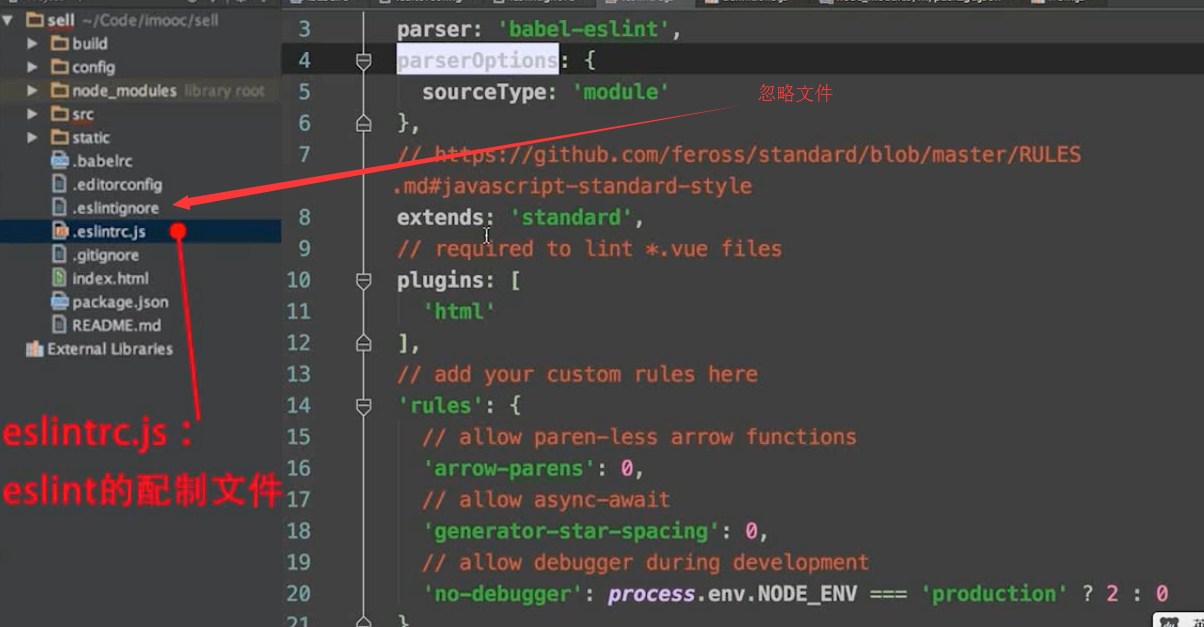 sell ~/Code/imooc/sell
build
config
node_modules library root
src
static
.babelrc
.editorconfig
.eslintignore
.eslintrc.js
.gitignore
index.html
package.json
README.md
External Libraries
eslintrc.js：
eslint的配制文件
忽略文件
3 parser: 'babel-eslint',
4 parserOptions: {
5 sourceType: 'module'
6 },
7 // https://github.com/feross/standard/blob/master/RULES
.md#javascript-standard-style
8 extends: 'standard',
9 // required to lint *.vue files
10 plugins: [
11 'html'
12 ],
13 // add your custom rules here
14 'rules': {
15 // allow paren-less arrow functions
16 'arrow-parens': 0,
17 // allow async-await
18 'generator-star-spacing': 0,
19 // allow debugger during development
20 'no-debugger': process.env.NODE_ENV === 'production' ? 2 : 0
21 }